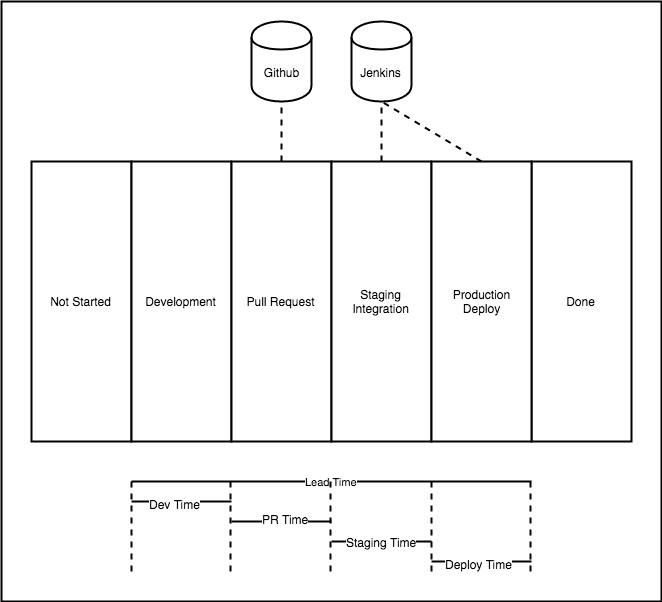 Github
Jenkins
Not Started
Development
Pull Request
Staging
Integration
Production
Deploy
Done
Lead Time
Dev Time
PR Time
Staging Time
Deploy Time